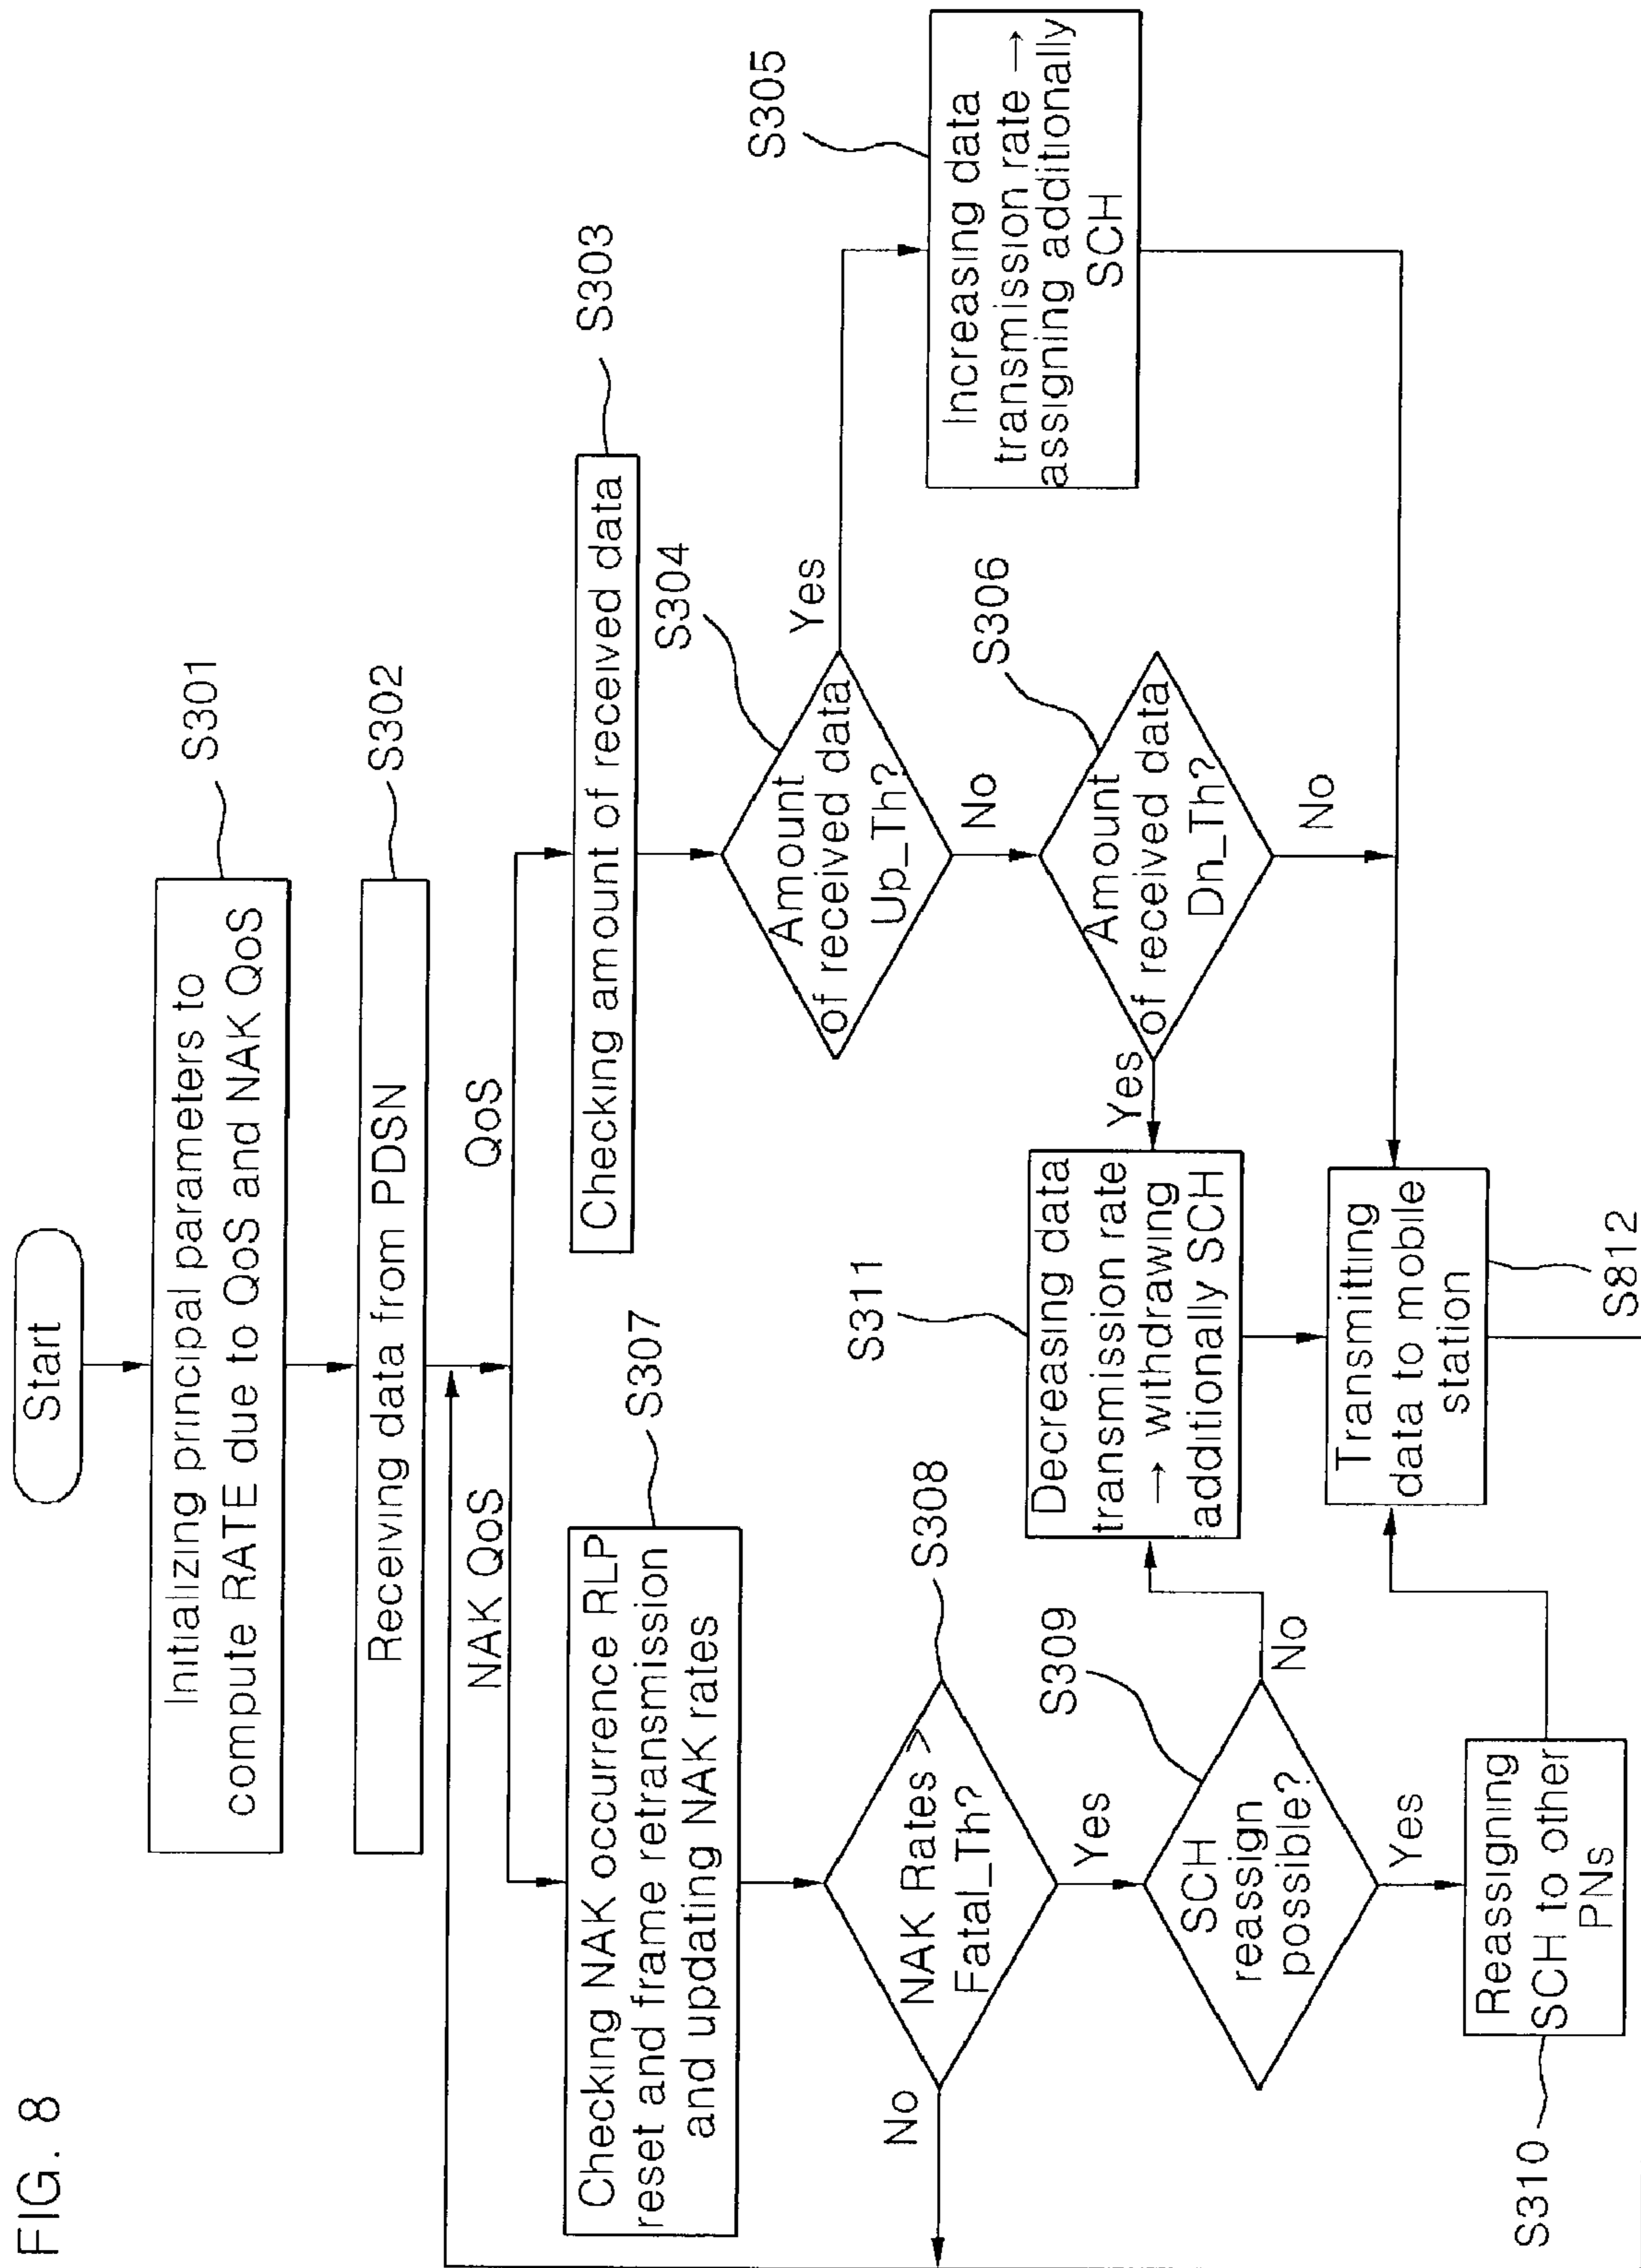 FIG. 8
Start
Initializing principal parameters to
compute RATE due to QoS and NAK QoS
S301
Receiving data from PDSN
S302
NAK QoS
QoS
Checking NAK occurrence RLP
reset and frame retransmission
and updating NAK rates
S307
Checking amount of received data
S303
NAK Rates >
Fatal_Th?
S308
No
Yes
Amount
of received data
Up_Th?
S304
Yes
No
Increasing data
transmission rate →
assigning additionally
SCH
S305
SCH
reassign
possible?
S309
No
Yes
Amount
of received data
Dn_Th?
S306
Yes
No
Decreasing data
transmission rate
→ withdrawing
additionally SCH
S311
Reassigning
SCH to other
PNs
S310
Transmitting
data to mobile
station
S812